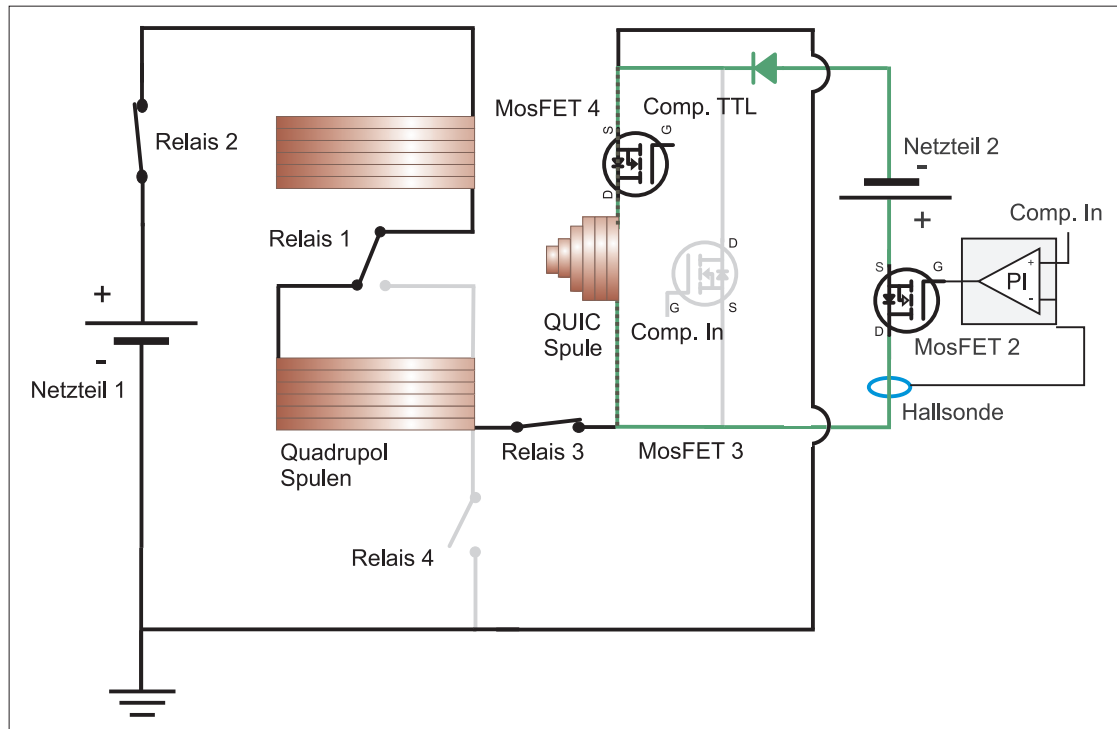 MosFET 4
Comp. TTL
S
G
D
Relais 2
Netzteil 2
-
+
Comp. In
Relais 1
D
G
S
Comp. In
QUIC
Spule
S
G
D
+
-
PI
MosFET 2
+
-
Netzteil 1
Hallsonde
Quadrupol
Spulen
Relais 3
MosFET 3
Relais 4